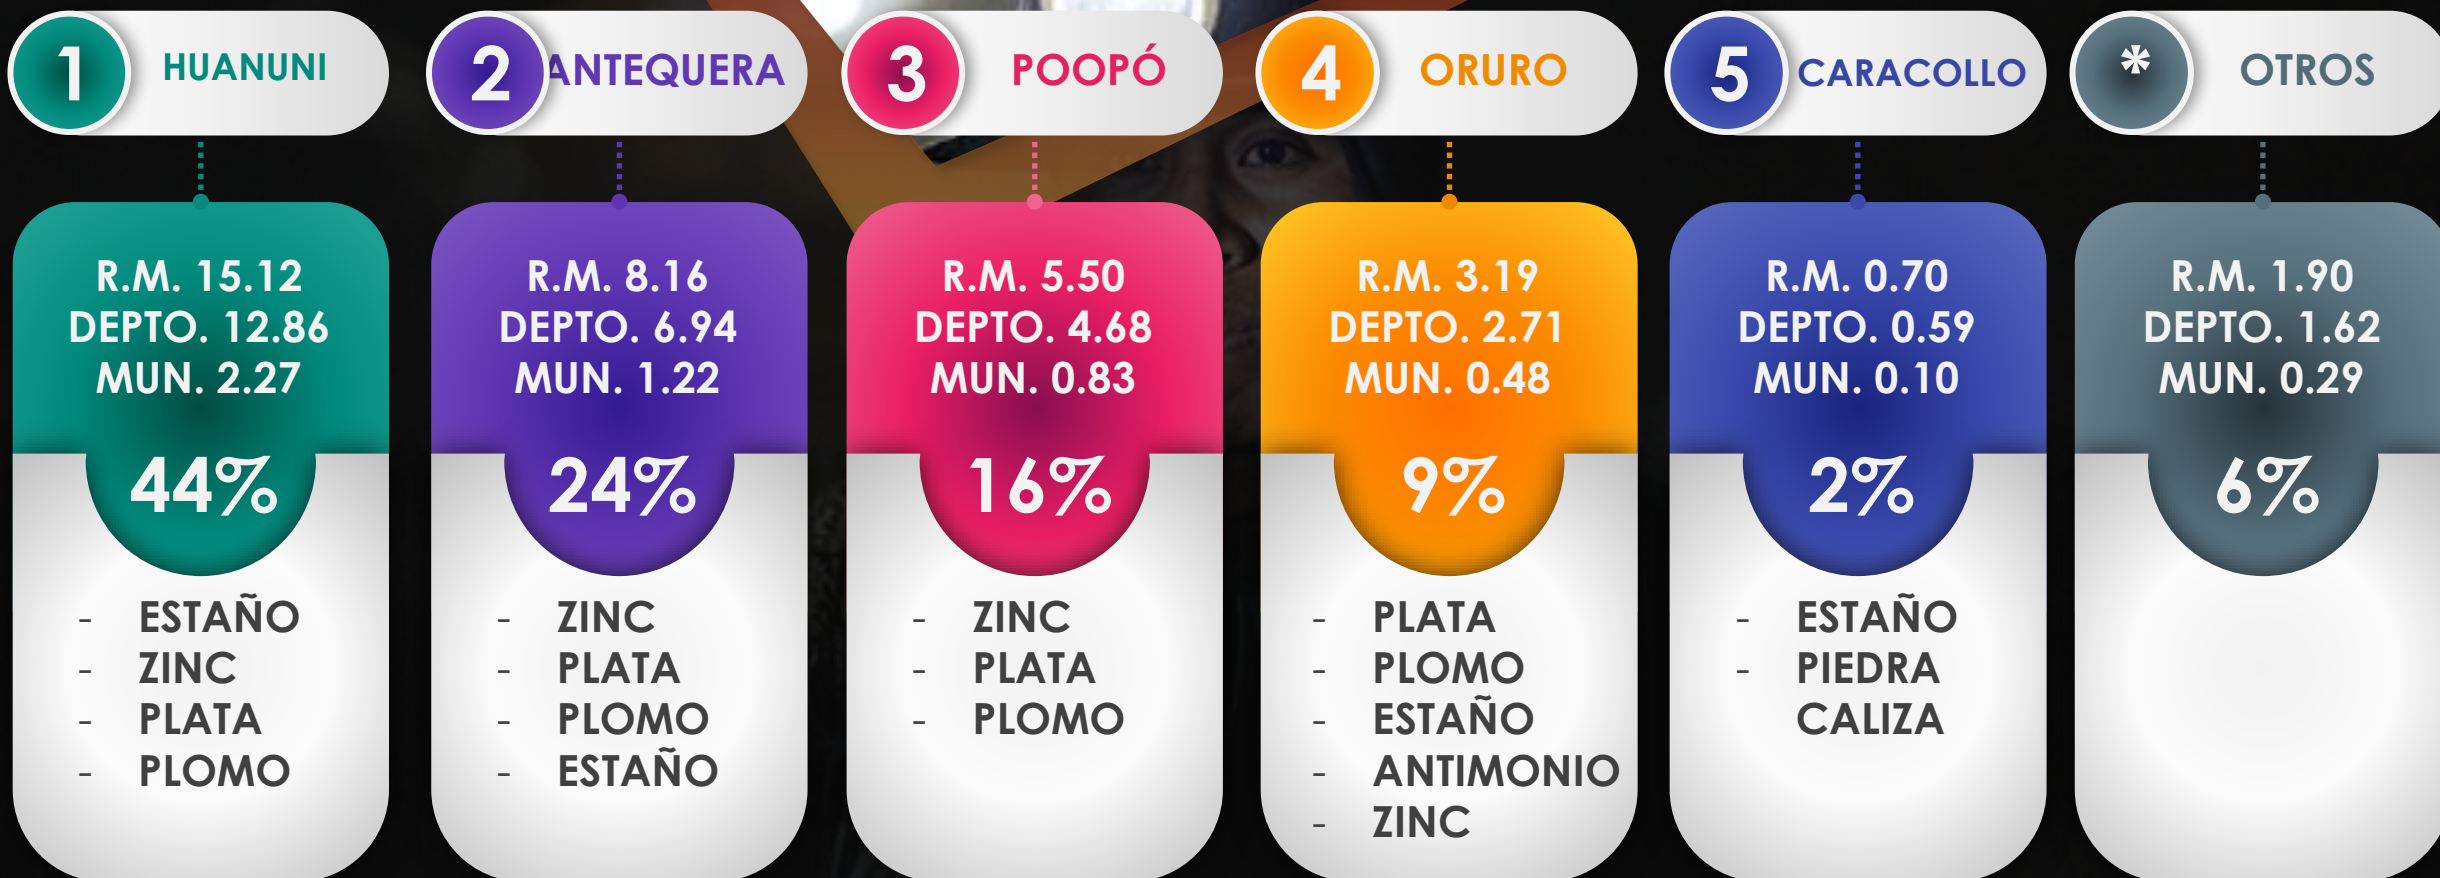 1 HUANUNI
R.M. 15.12
DEPTO. 12.86
MUN. 2.27
44%
- ESTAÑO
- ZINC
- PLATA
- PLOMO
2 ANTEQUERA
R.M. 8.16
DEPTO. 6.94
MUN. 1.22
24%
- ZINC
- PLATA
- PLOMO
- ESTAÑO
3 POOPÓ
R.M. 5.50
DEPTO. 4.68
MUN. 0.83
16%
- ZINC
- PLATA
- PLOMO
4 ORURO
R.M. 3.19
DEPTO. 2.71
MUN. 0.48
9%
- PLATA
- PLOMO
- ESTAÑO
- ANTIMONIO
- ZINC
5 CARACOLLO
R.M. 0.70
DEPTO. 0.59
MUN. 0.10
2%
- ESTAÑO
- PIEDRA
CALIZA
* OTROS
R.M. 1.90
DEPTO. 1.62
MUN. 0.29
6%